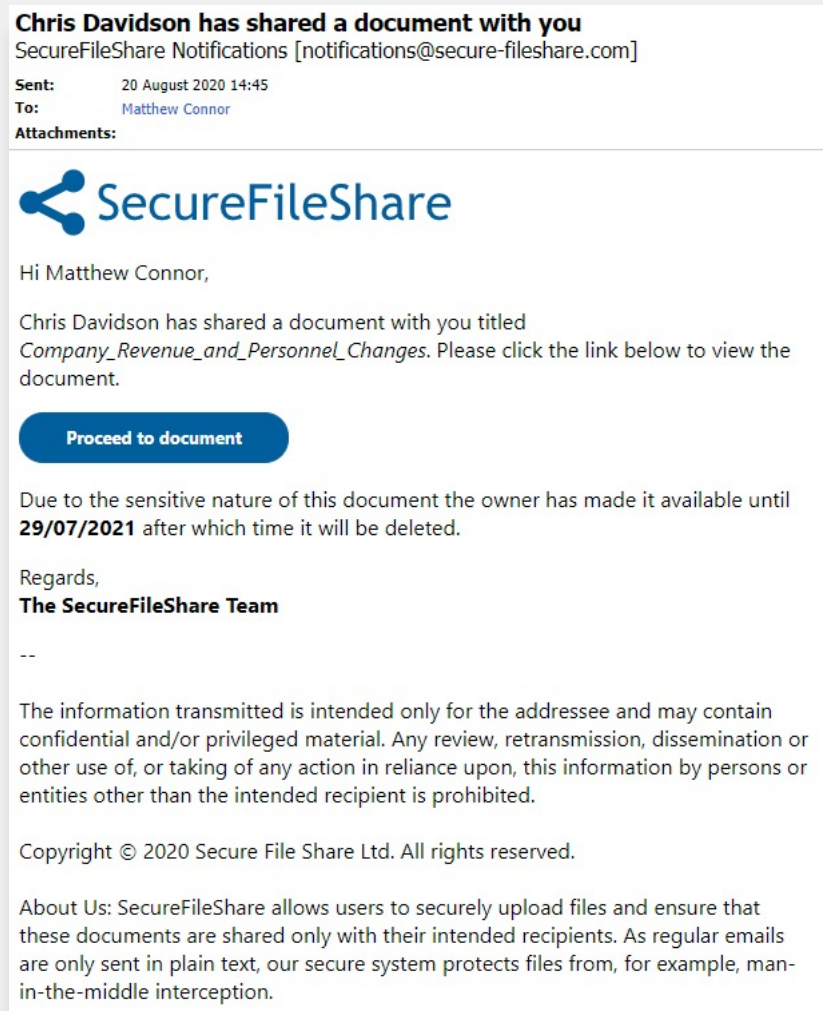 Chris Davidson has shared a document with you
SecureFileShare Notifications [notifications@secure-fileshare.com]
Sent: 20 August 2020 14:45
To: Matthew Connor
Attachments:
SecureFileShare
Hi Matthew Connor,
Chris Davidson has shared a document with you titled
Company_Revenue_and_Personnel_Changes. Please click the link below to view the
document.
Proceed to document
Due to the sensitive nature of this document the owner has made it available until
29/07/2021 after which time it will be deleted.
Regards,
The SecureFileShare Team
--
The information transmitted is intended only for the addressee and may contain
confidential and/or privileged material. Any review, retransmission, dissemination or
other use of, or taking of any action in reliance upon, this information by persons or
entities other than the intended recipient is prohibited.
Copyright © 2020 Secure File Share Ltd. All rights reserved.
About Us: SecureFileShare allows users to securely upload files and ensure that
these documents are shared only with their intended recipients. As regular emails
are only sent in plain text, our secure system protects files from, for example, man-
in-the-middle interception.